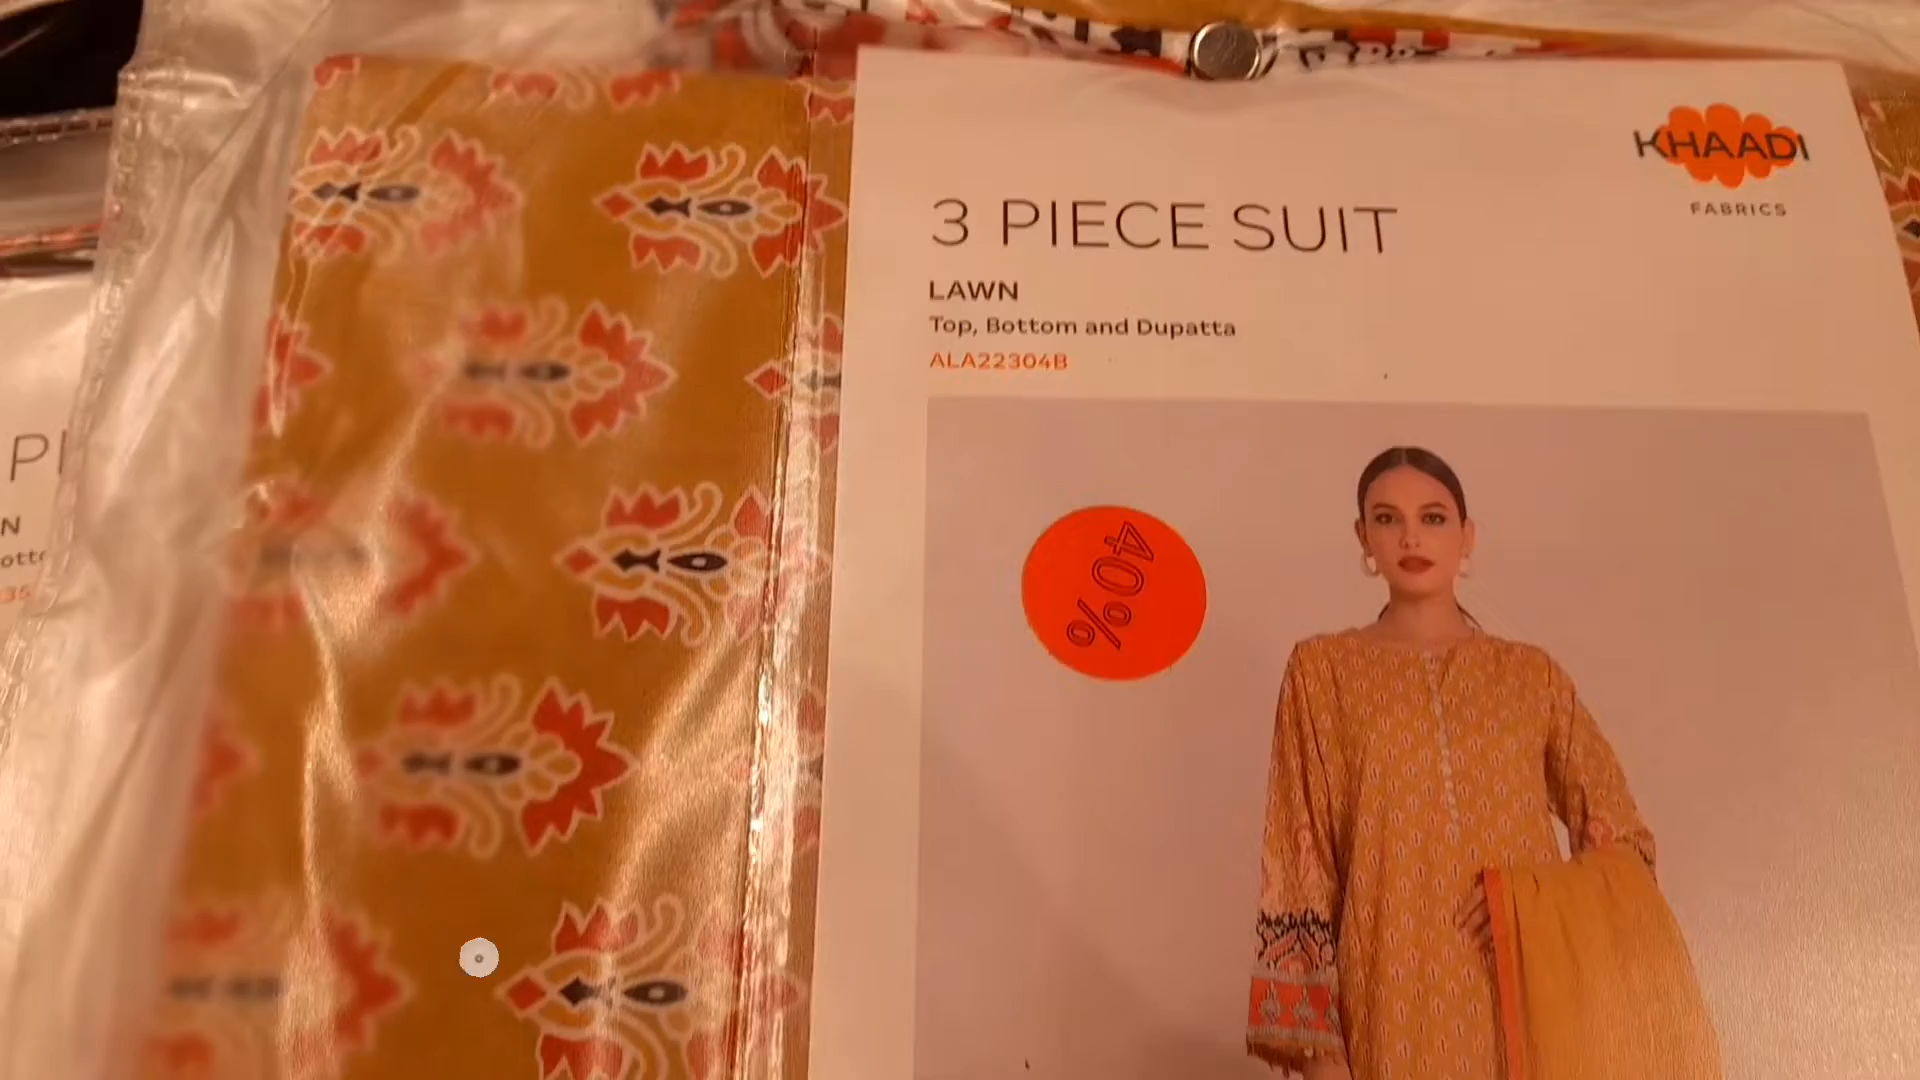 KHAADI
FABRICS
3 PIECE SUIT
LAWN
Top, Bottom and Dupatta
ALA22304B
40%